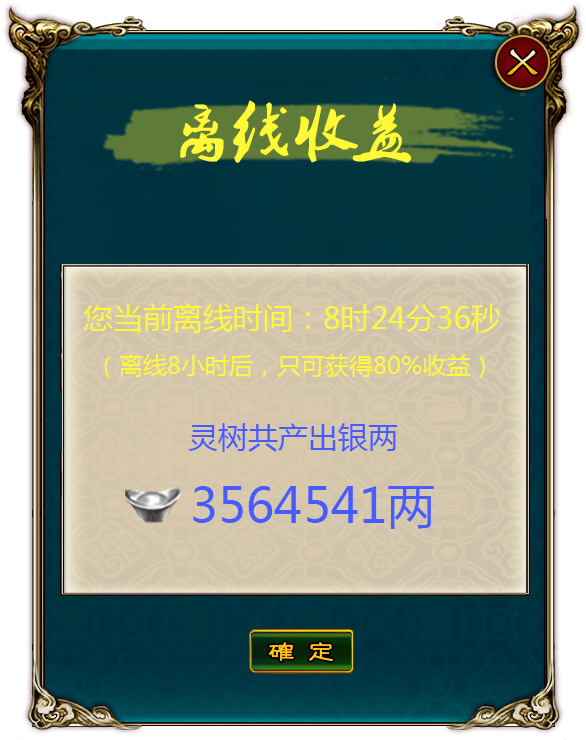 离线收益
您当前离线时间：8时24分36秒
（离线8小时后，只可获得80%收益）
灵树共产出银两
3564541两
確定